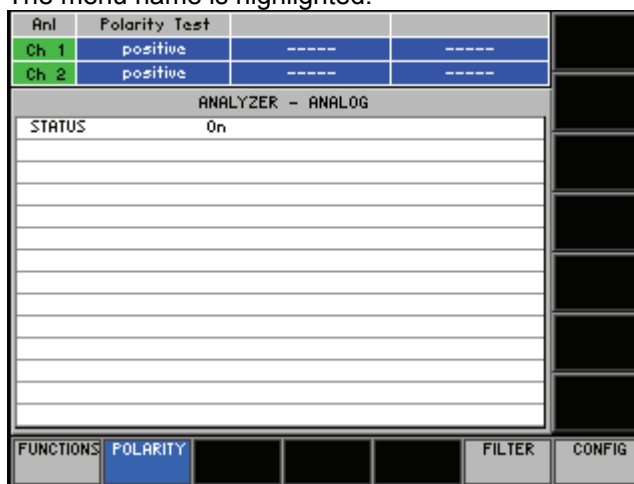 The menu name is highlighted.
Anl Polarity Test
Ch 1 positive ----- -----
Ch 2 positive ----- -----
ANALYZER - ANALOG
STATUS On
FUNCTIONS POLARITY FILTER CONFIG